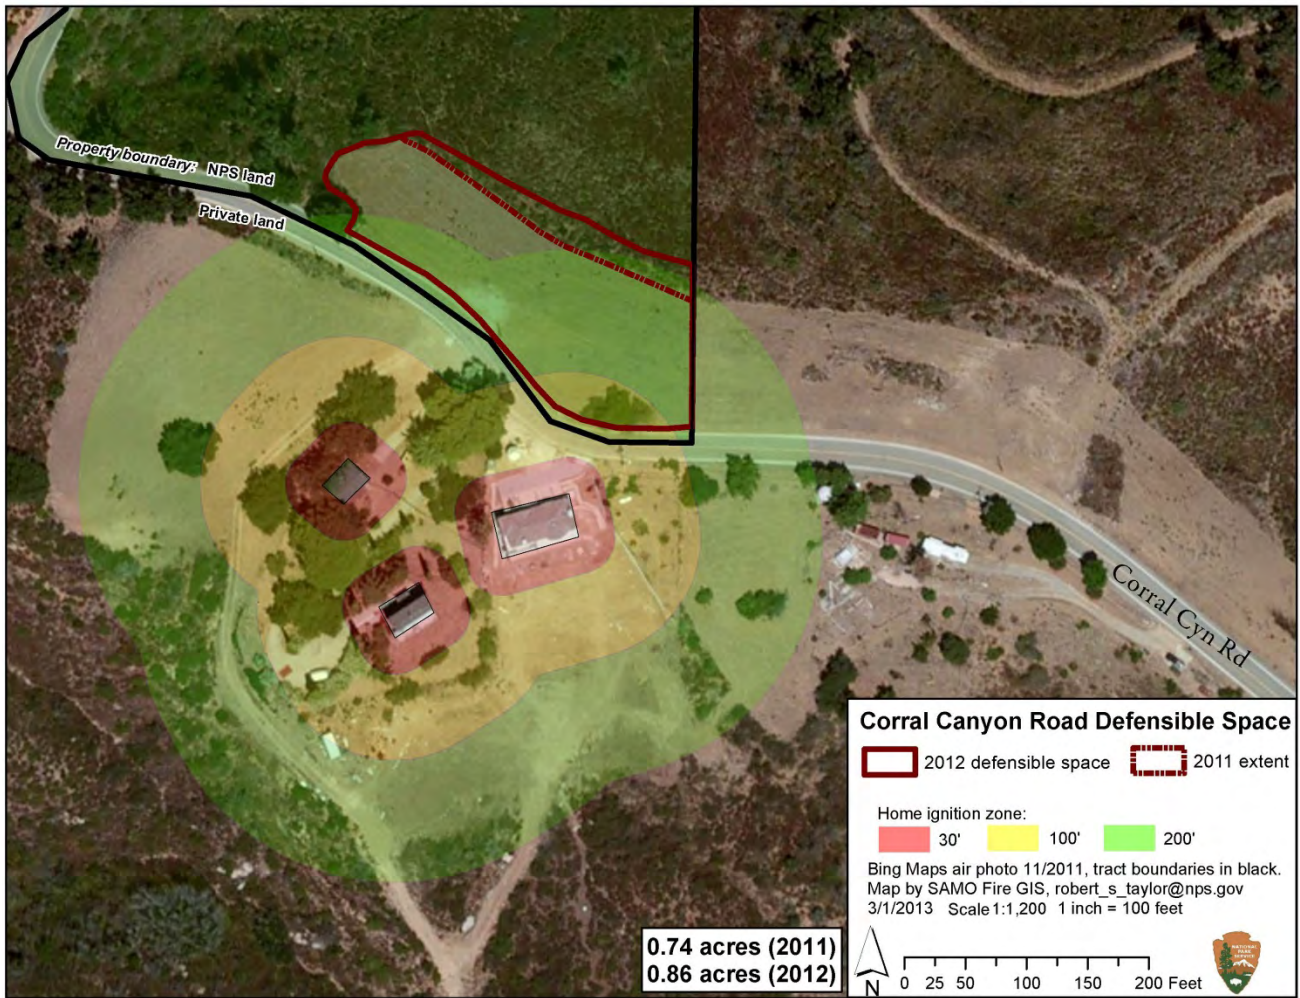 Property boundary: NPS land
Private land
Corral Cyn Rd
Corral Canyon Road Defensible Space
2012 defensible space
2011 extent
Home ignition zone:
30' 100' 200'
Bing Maps air photo 11/2011, tract boundaries in black.
Map by SAMO Fire GIS, robert_s_taylor@nps.gov
3/1/2013 Scale 1:1,200 1 inch = 100 feet
0.74 acres (2011)
0.86 acres (2012)
N
0 25 50 100 150 200 Feet
NATIONAL
PARK
SERVICE